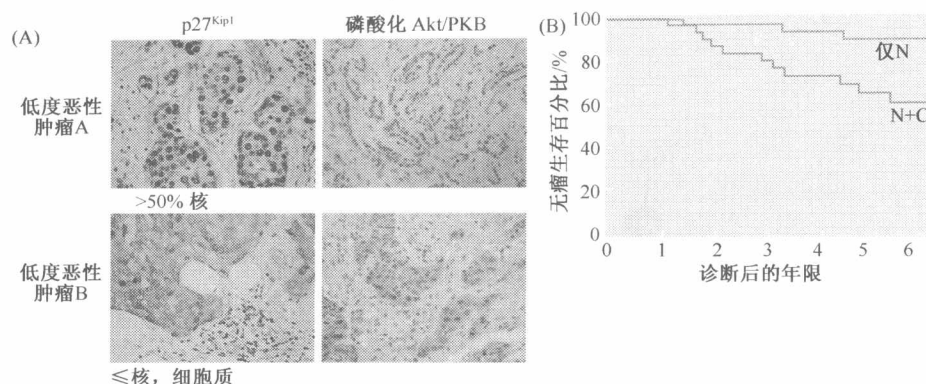 (A)
p27Kip1
磷酸化 Akt/PKB
低度恶性
肿瘤A
>50% 核
低度恶性
肿瘤B
≤核，细胞质
(B)
无瘤生存百分比/%
100
80
60
40
20
0
仅N
N+C
0 1 2 3 4 5 6
诊断后的年限